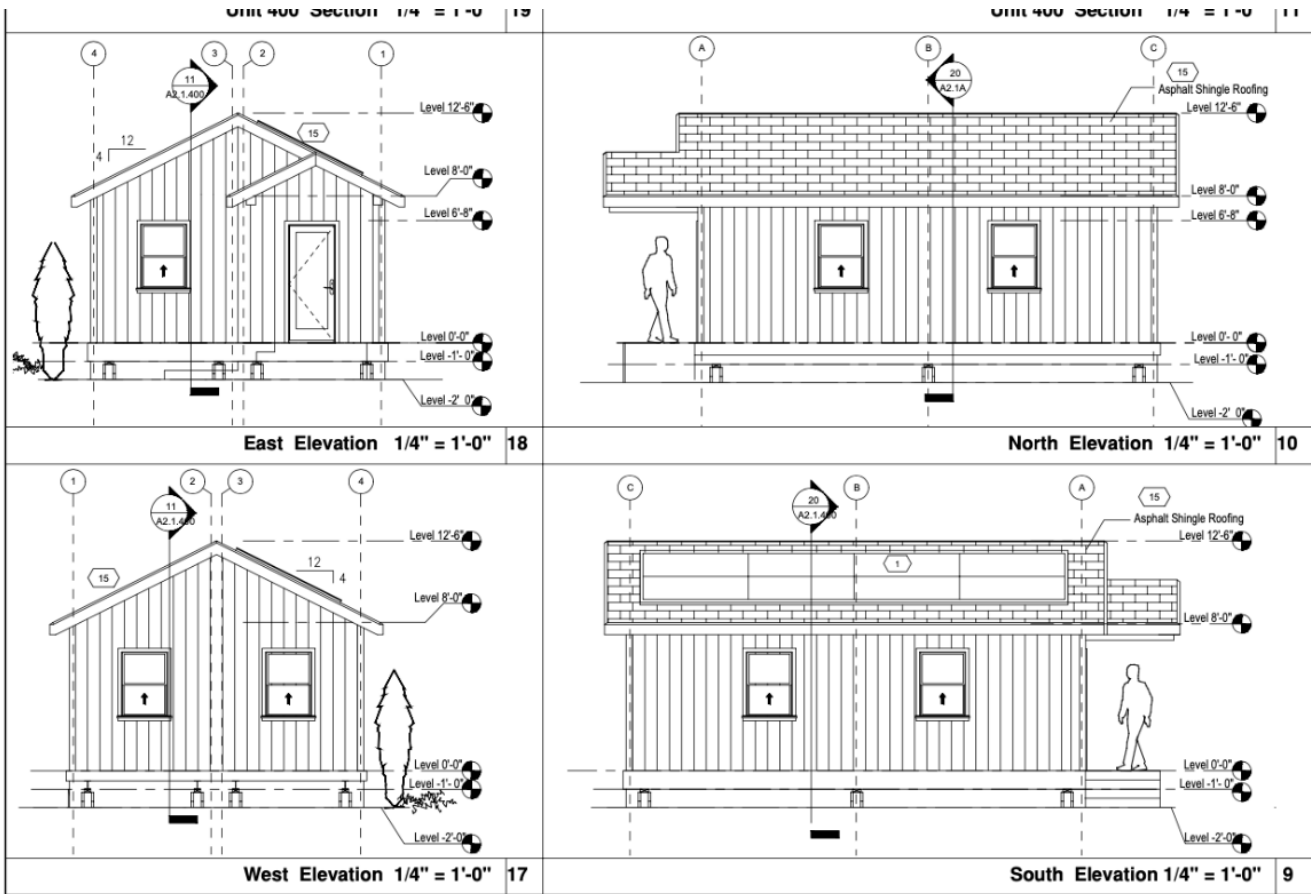 Unit 400 Section 1/4" = 1'-0" 19
Unit 400 Section 1/4" = 1'-0" 11
4 3 2 1
11
A2.1.400
12
4
15
Level 12'-6"
Level 8'-0"
Level 6'-8"
Level 0'-0"
Level -1'- 0"
Level -2' 0"
East Elevation 1/4" = 1'-0" 18
A B C
20
A2.1A
15
Asphalt Shingle Roofing
Level 12'-6"
Level 8'-0"
Level 6'-8"
Level 0'- 0"
Level -1'- 0"
Level -2' 0"
North Elevation 1/4" = 1'-0" 10
1 2 3 4
11
A2.1.400
15
12
4
Level 12'-6"
Level 8'-0"
Level 0'-0"
Level -1'- 0"
Level -2'-0"
West Elevation 1/4" = 1'-0" 17
C B A
20
A2.1.400
15
Asphalt Shingle Roofing
1
Level 12'-6"
Level 8'-0"
Level 0'-0"
Level -1'- 0"
Level -2'-0"
South Elevation 1/4" = 1'-0" 9